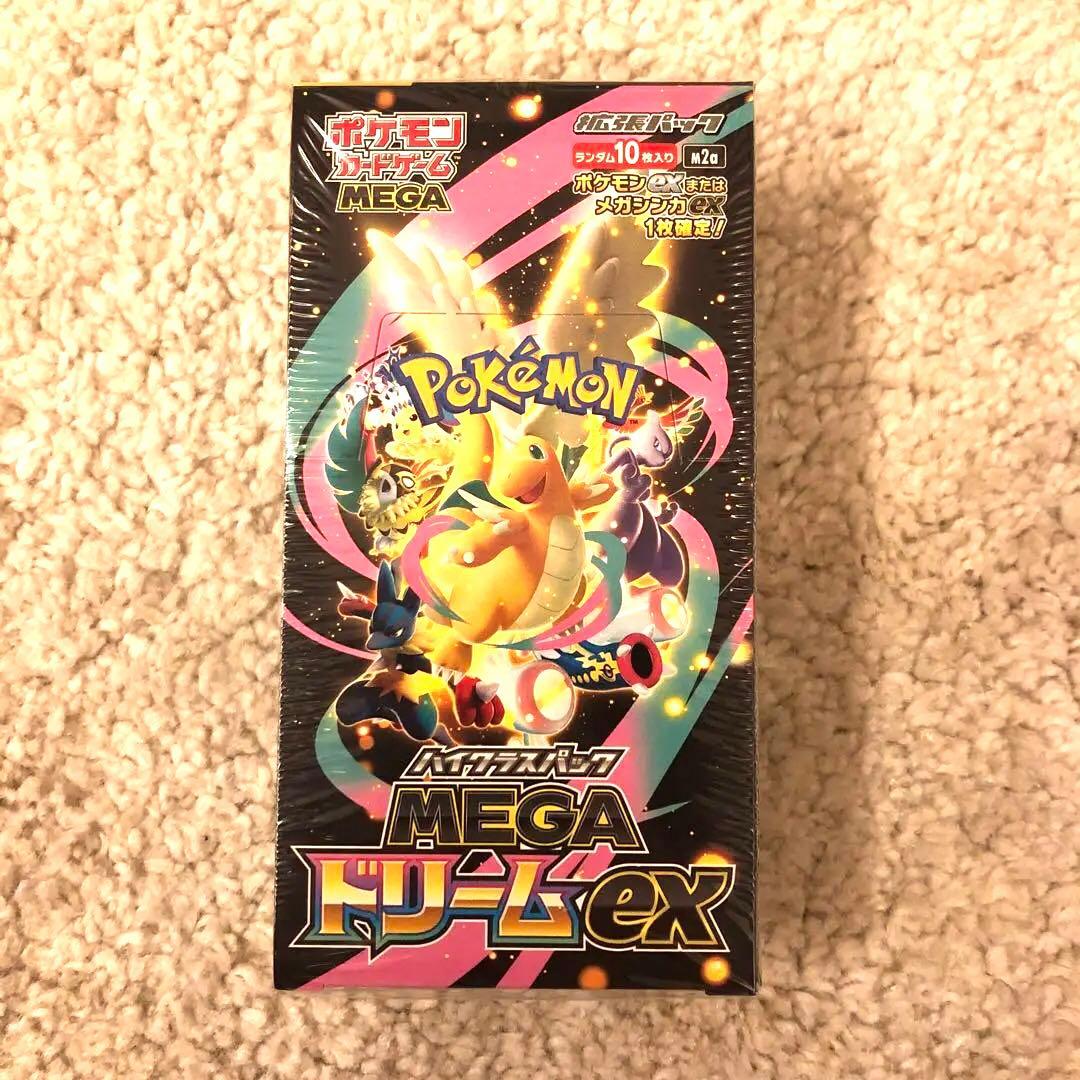 ポケモン
カードゲーム™
MEGA
拡張パック
ランダム10枚入り M2a
ポケモンexまたは
メガシンカex
1枚確定!
POKéMON™
ハイクラスパック
MEGA
ドリームex